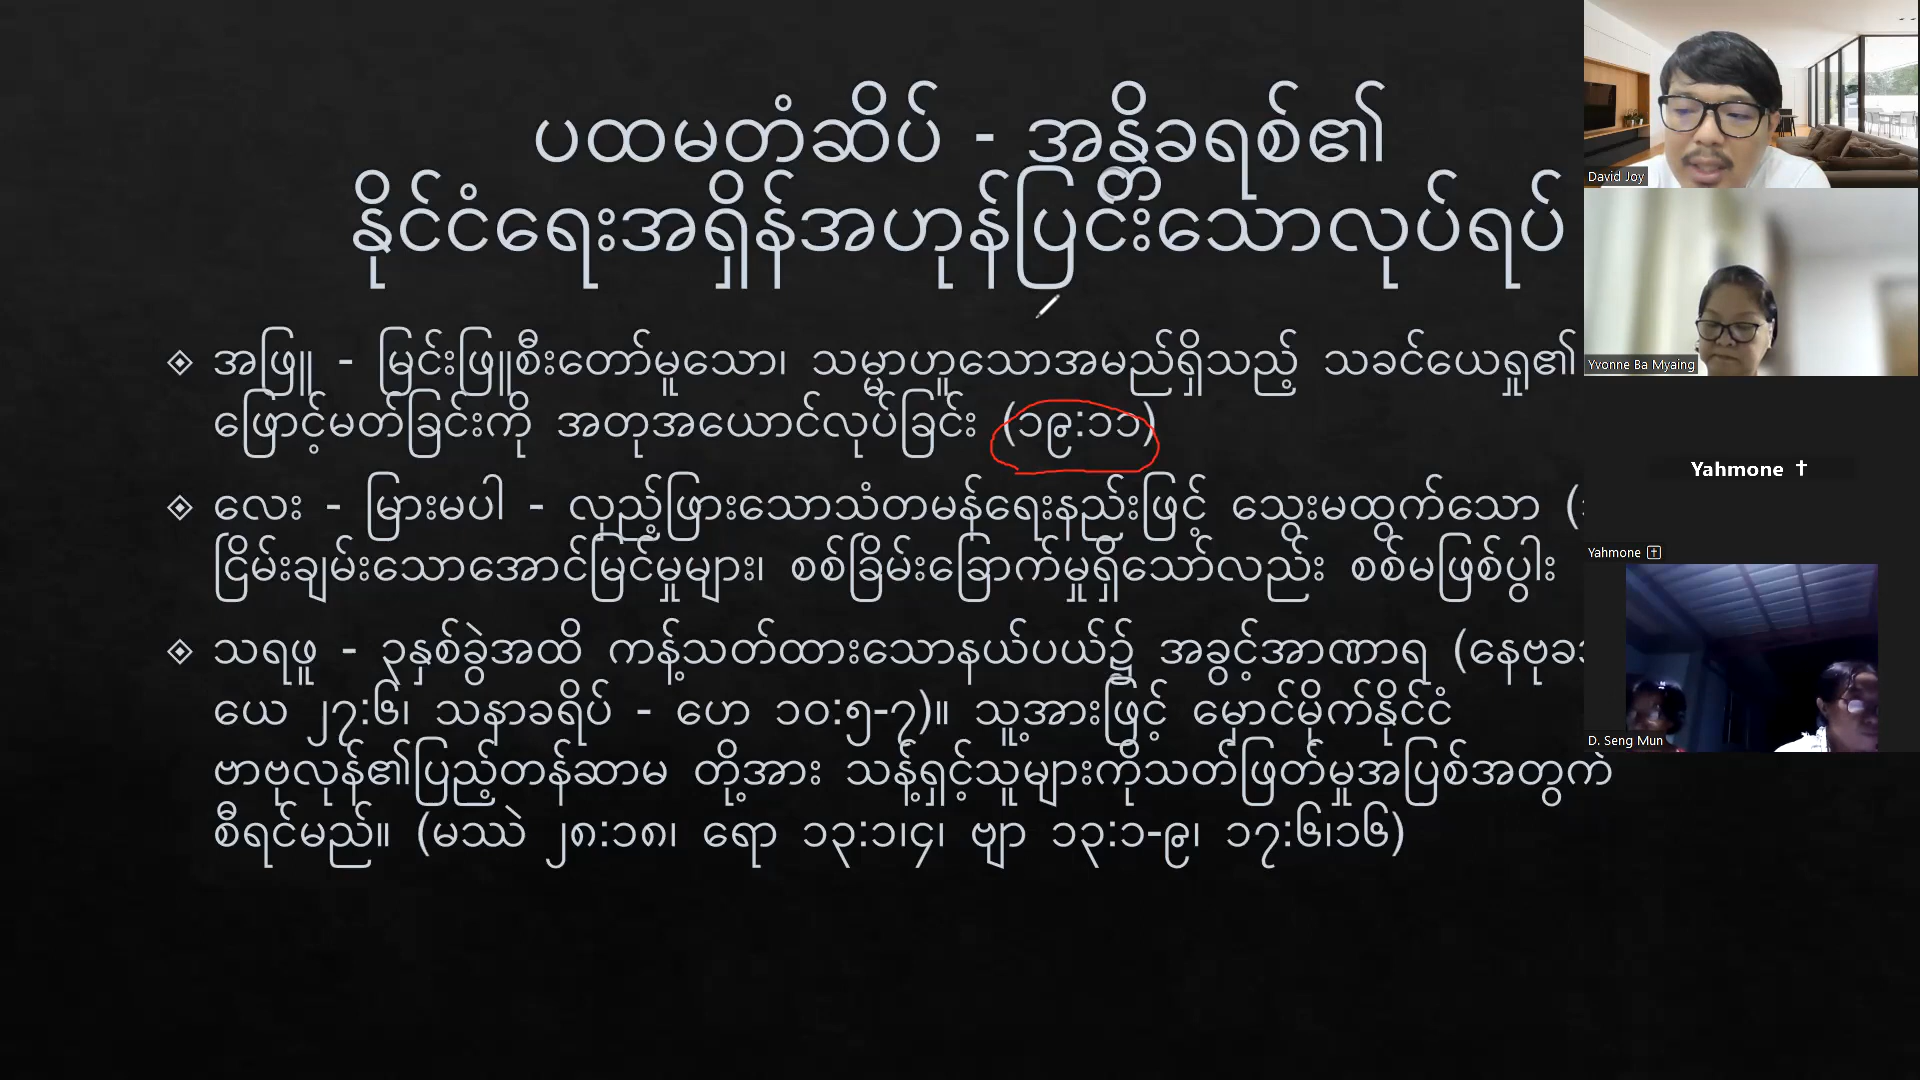 ပထမတံဆိပ် - အန္တိခရစ်၏
နိုင်ငံရေးအရှိန်အဟုန်ပြင်းသောလုပ်ရပ်
အဖြူ - မြင်းဖြူစီးတော်မူသော၊ သမ္မာဟူသောအမည်ရှိသည့် သခင်ယေရှု၏
ဖြောင့်မတ်ခြင်းကို အတုအယောင်လုပ်ခြင်း (၁၉:၁၁)
လေး - မြားမပါ - လှည့်ဖြားသောသံတမန်ရေးနည်းဖြင့် သွေးမထွက်သော
ငြိမ်းချမ်းသောအောင်မြင်မှုများ၊ စစ်ခြိမ်းခြောက်မှုရှိသော်လည်း စစ်မဖြစ်ပွါး
သရဖူ - ၃နှစ်ခွဲအထိ ကန့်သတ်ထားသောနယ်ပယ်၌ အခွင့်အာဏာရ
ယေ ၂၇:၆၊ သနာခရိပ် - ဟေ ၁၀:၅-၇)။ သူ့အားဖြင့် မှောင်မိုက်နိုင်ငံ
ဗာဗုလုန်၏ပြည့်တန်ဆာမ တို့အား သန့်ရှင့်သူများကိုသတ်ဖြတ်မှုအပြစ်အတွက်
စီရင်မည်။ (မဿဲ ၂၈:၁၈၊ ရော ၁၃:၁၊၄၊ ဗျာ ၁၃:၁-၉၊ ၁၇:၆၊၁၆)
David Joy
Yvonne Ba Myaing
Yahmone ✝
Yahmone ✝
D. Seng Mun